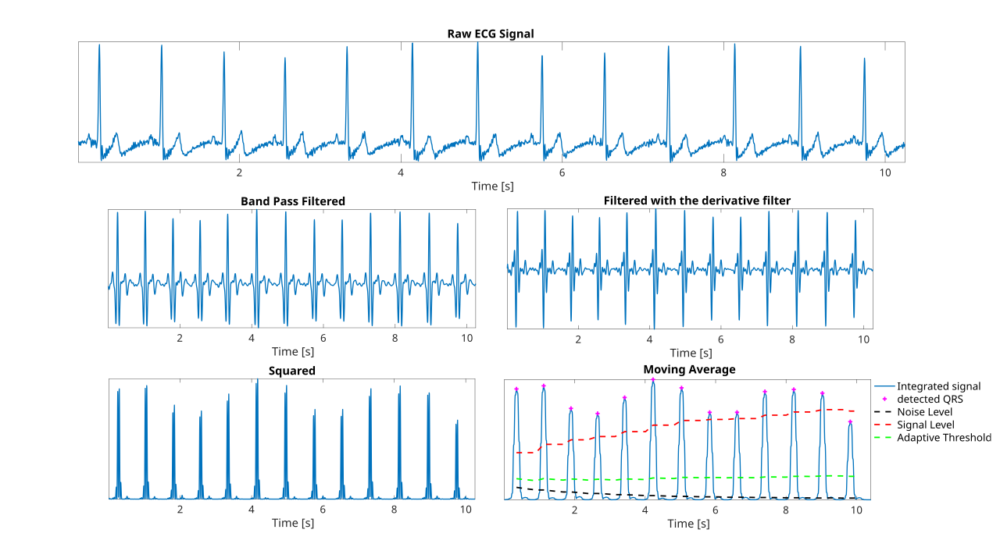 Raw ECG Signal
2 4 6 8 10
Time [s]
Band Pass Filtered
2 4 6 8 10
Time [s]
Filtered with the derivative filter
2 4 6 8 10
Time [s]
Squared
2 4 6 8 10
Time [s]
Moving Average
2 4 6 8 10
Time [s]
Integrated signal
detected QRS
Noise Level
Signal Level
Adaptive Threshold